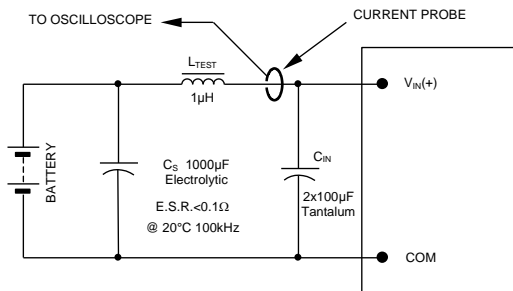 TO OSCILLOSCOPE
CURRENT PROBE
LTEST
1μH
VIN(+)
BATTERY
CS 1000μF
Electrolytic
E.S.R.<0.1Ω
@ 20°C 100kHz
CIN
2x100μF
Tantalum
COM